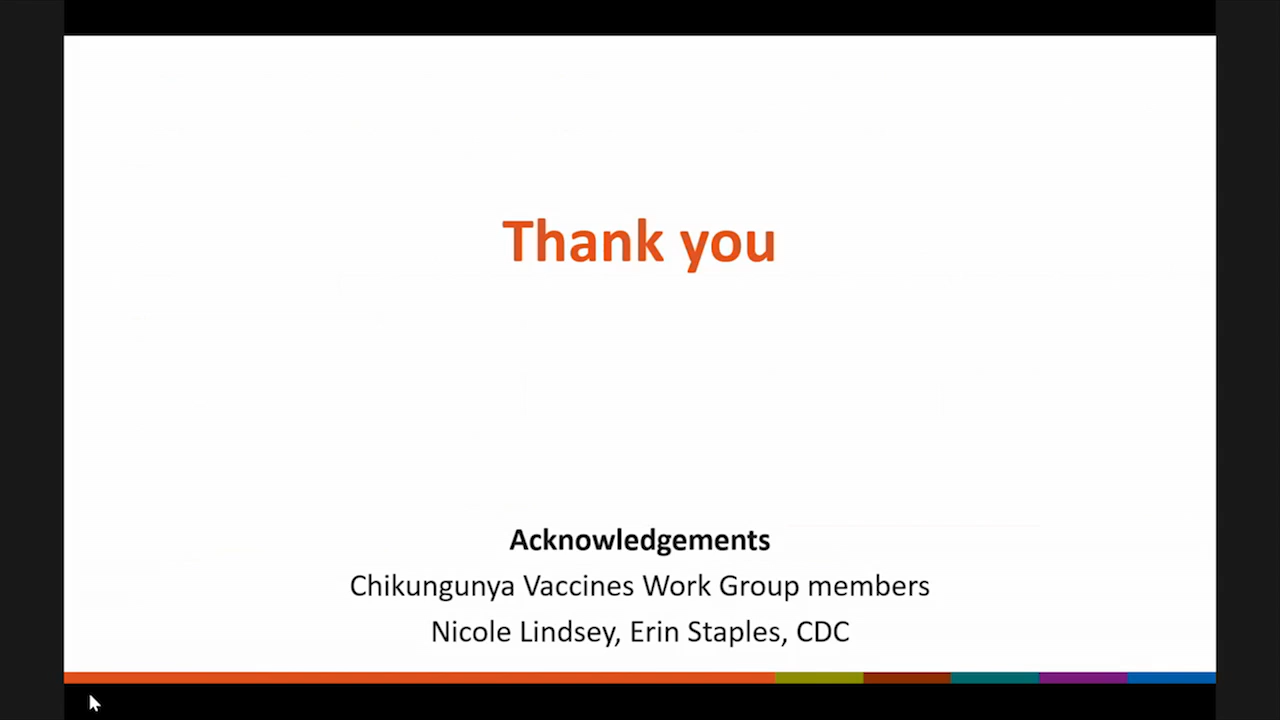 Thank you
Acknowledgements
Chikungunya Vaccines Work Group members
Nicole Lindsey, Erin Staples, CDC